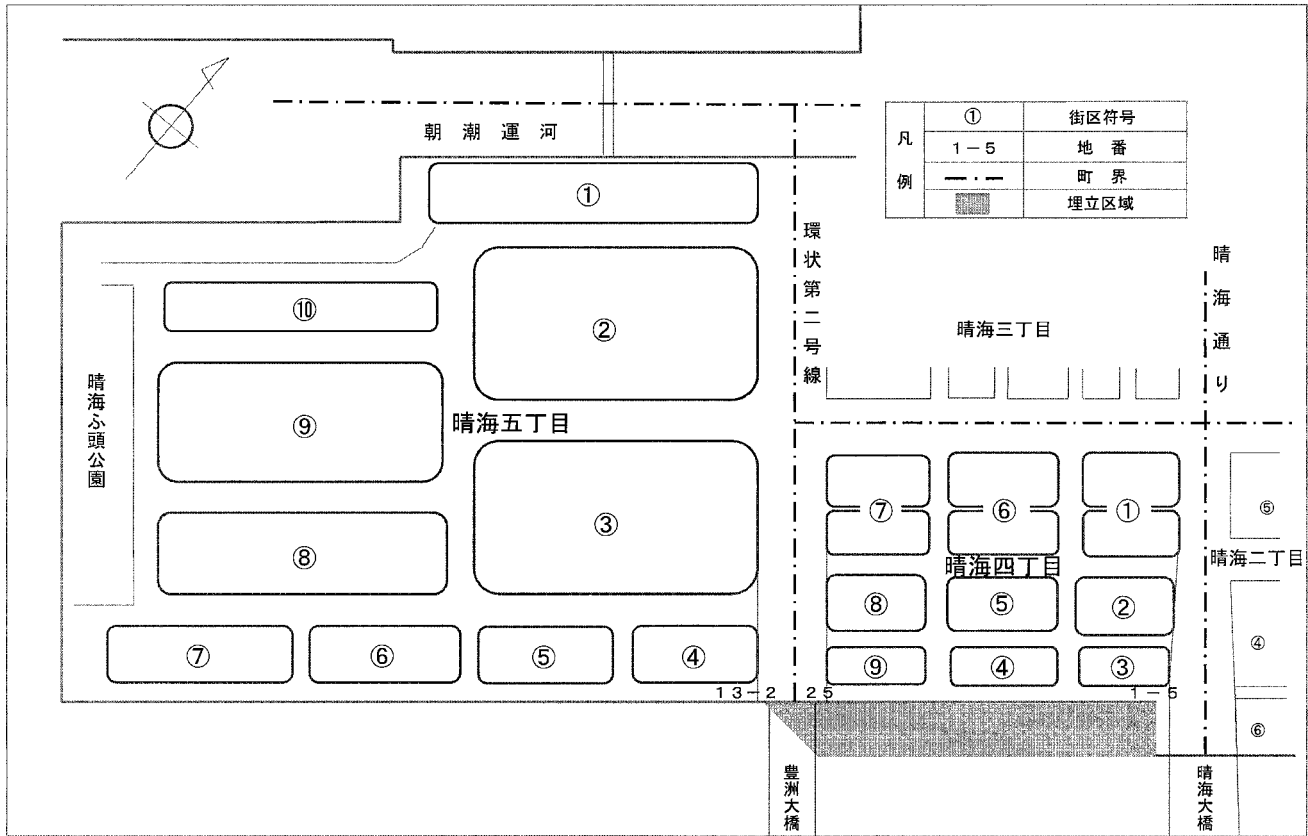 朝潮運河
凡例
① 街区符号
1-5 地番
町界
埋立区域
環状第二号線
晴海通り
晴海三丁目
①
②
⑩
晴海ふ頭公園
⑨
晴海五丁目
③
⑧
⑦
⑥
⑤
④
⑦
⑥
①
晴海四丁目
⑧
⑤
②
⑨
④
③
⑤
晴海二丁目
④
⑥
13-2
25
1-5
豊洲大橋
晴海大橋